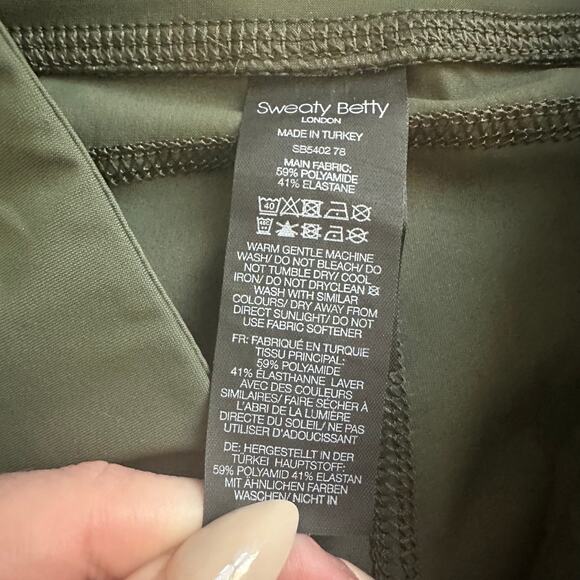 Sweaty Betty
LONDON
MADE IN TURKEY
SB5402 78
MAIN FABRIC:
59% POLYAMIDE
41% ELASTANE
40
40C
WARM GENTLE MACHINE
WASH/ DO NOT BLEACH/ DO
NOT TUMBLE DRY/ COOL
IRON/ DO NOT DRYCLEAN
WASH WITH SIMILAR
COLOURS/ DRY AWAY FROM
DIRECT SUNLIGHT/ DO NOT
USE FABRIC SOFTENER
FR: FABRIQUÉ EN TURQUIE
TISSU PRINCIPAL:
59% POLYAMIDE
41% ÉLASTHANNE LAVER
AVEC DES COULEURS
SIMILAIRES/ FAIRE SÉCHER À
L'ABRI DE LA LUMIÈRE
DIRECTE DU SOLEIL/ NE PAS
UTILISER D'ADOUCISSANT
DE: HERGESTELLT IN DER
TÜRKEI HAUPTSTOFF:
59% POLYAMID 41% ELASTAN
MIT ÄHNLICHEN FARBEN
WASCHEN/ NICHT IN